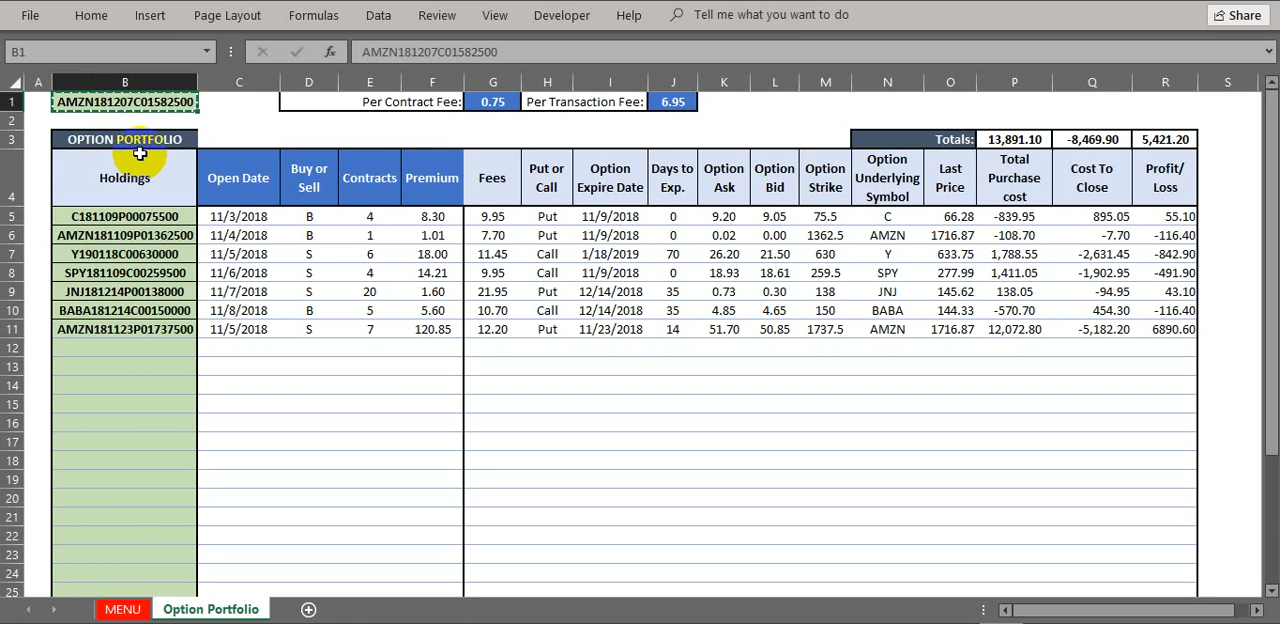 File Home Insert Page Layout Formulas Data Review View Developer Help Tell me what you want to do Share
B1 fx AMZN181207C01582500
A B C D E F G H I J K L M N O P Q R S
1 AMZN181207C01582500 Per Contract Fee: 0.75 Per Transaction Fee: 6.95
2
3 OPTION PORTFOLIO Totals: 13,891.10 -8,469.90 5,421.20
4 Holdings Open Date Buy or Sell Contracts Premium Fees Put or Call Option Expire Date Days to Exp. Option Ask Option Bid Option Strike Option Underlying Symbol Last Price Total Purchase cost Cost To Close Profit/ Loss
5 C181109P00075500 11/3/2018 B 4 8.30 9.95 Put 11/9/2018 0 9.20 9.05 75.5 C 66.28 -839.95 895.05 55.10
6 AMZN181109P01362500 11/4/2018 B 1 1.01 7.70 Put 11/9/2018 0 0.02 0.00 1362.5 AMZN 1716.87 -108.70 -7.70 -116.40
7 Y190118C00630000 11/5/2018 S 6 18.00 11.45 Call 1/18/2019 70 26.20 21.50 630 Y 633.75 1,788.55 -2,631.45 -842.90
8 SPY181109C00259500 11/6/2018 S 4 14.21 9.95 Call 11/9/2018 0 18.93 18.61 259.5 SPY 277.99 1,411.05 -1,902.95 -491.90
9 JNJ181214P00138000 11/7/2018 S 20 1.60 21.95 Put 12/14/2018 35 0.73 0.30 138 JNJ 145.62 138.05 -94.95 43.10
10 BABA181214C00150000 11/8/2018 B 5 5.60 10.70 Call 12/14/2018 35 4.85 4.65 150 BABA 144.33 -570.70 454.30 -116.40
11 AMZN181123P01737500 11/5/2018 S 7 120.85 12.20 Put 11/23/2018 14 51.70 50.85 1737.5 AMZN 1716.87 12,072.80 -5,182.20 6890.60
12
13
14
15
16
17
18
19
20
21
22
23
24
25
MENU Option Portfolio